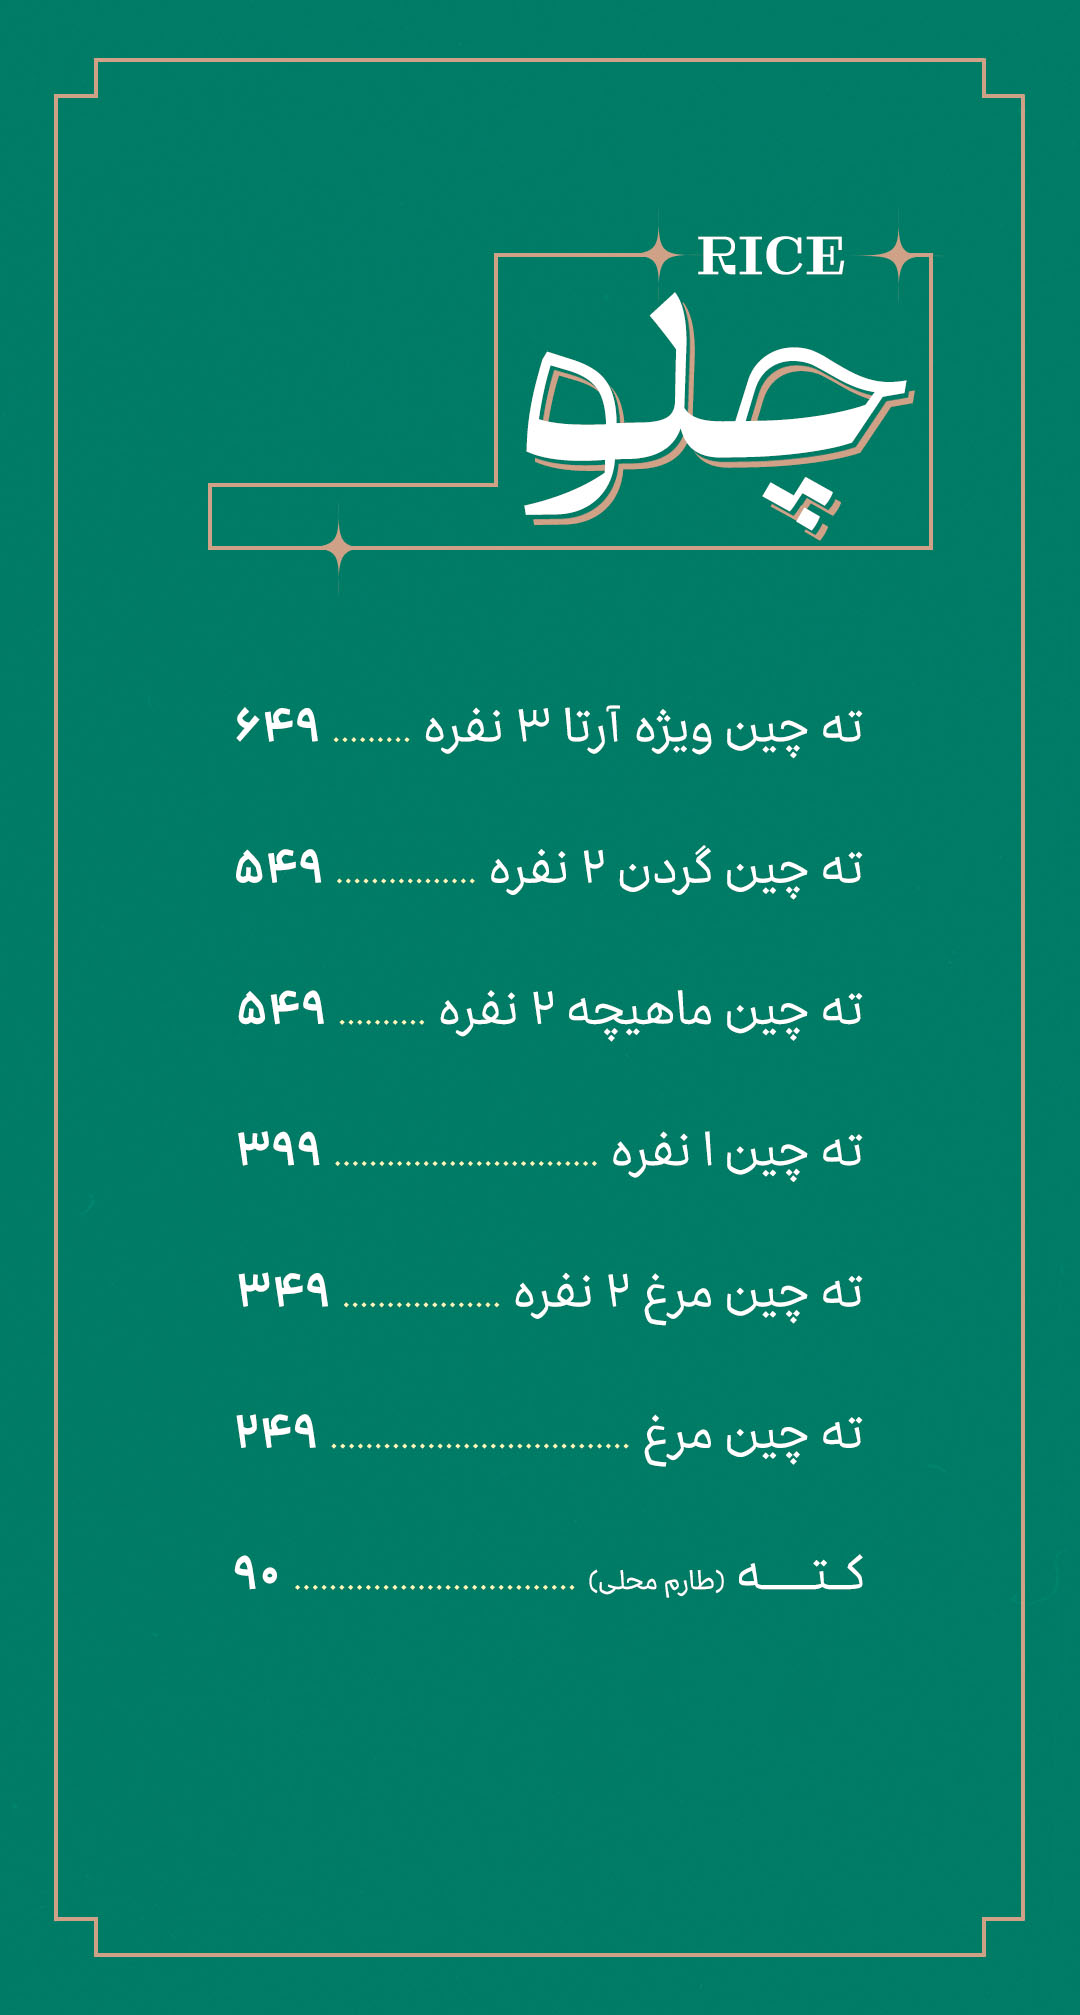 RICE
چلو
ته چین ویژه آرتا ۳ نفره ......... ۶۴۹
ته چین گردن ۲ نفره ................ ۵۴۹
ته چین ماهیچه ۲ نفره .......... ۵۴۹
ته چین ۱ نفره .............................. ۳۹۹
ته چین مرغ ۲ نفره .................. ۳۴۹
ته چین مرغ .................................. ۲۴۹
کـتـــه (طارم محلی) ................................ ۹۰